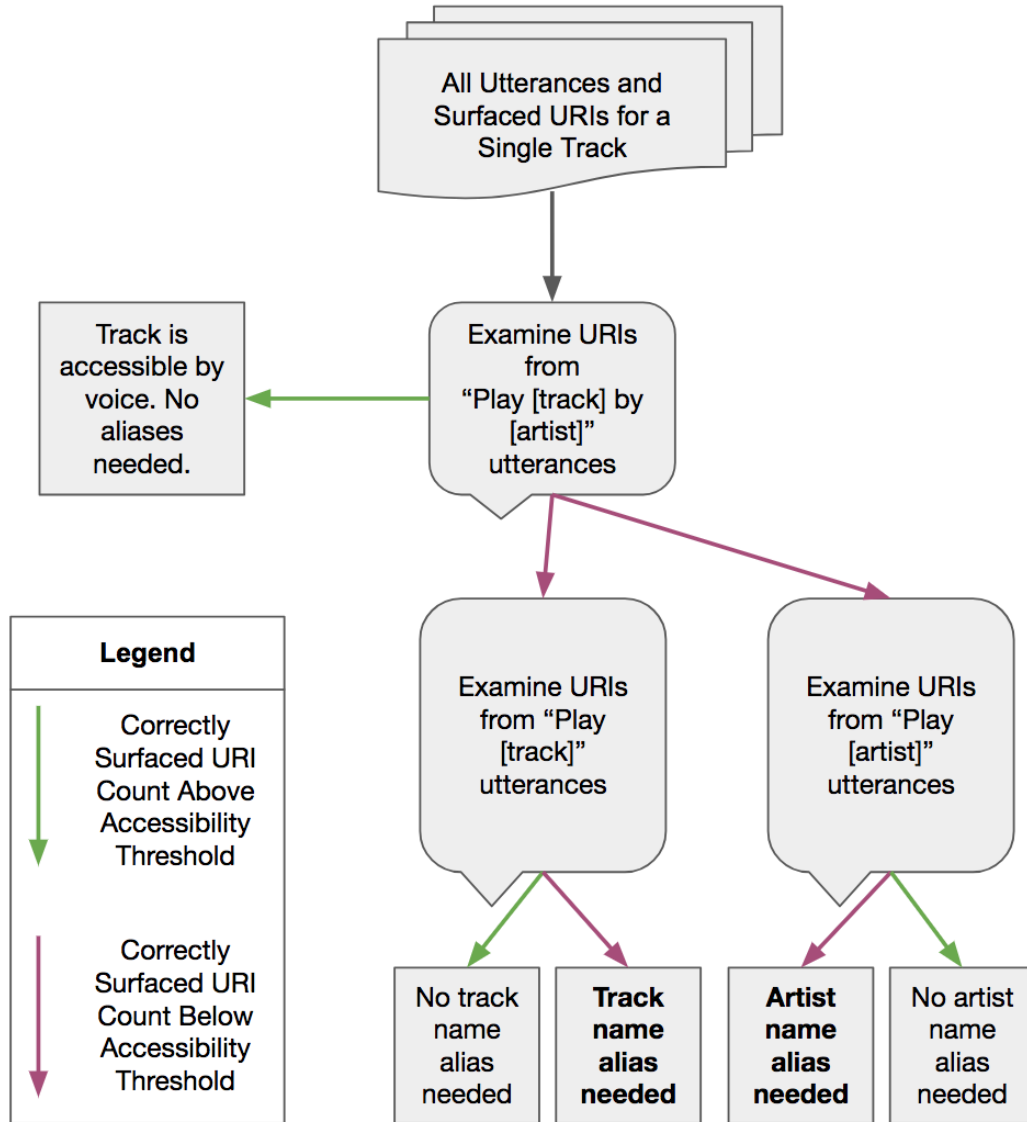 All Utterances and
Surfaced URIs for a
Single Track
Track is
accessible by
voice. No
aliases
needed.
Examine URIs
from
“Play [track] by
[artist]”
utterances
Legend
Correctly
Surfaced URI
Count Above
Accessibility
Threshold
Correctly
Surfaced URI
Count Below
Accessibility
Threshold
Examine URIs
from “Play
[track]”
utterances
Examine URIs
from “Play
[artist]”
utterances
No track
name
alias
needed
Track
name
alias
needed
Artist
name
alias
needed
No artist
name
alias
needed